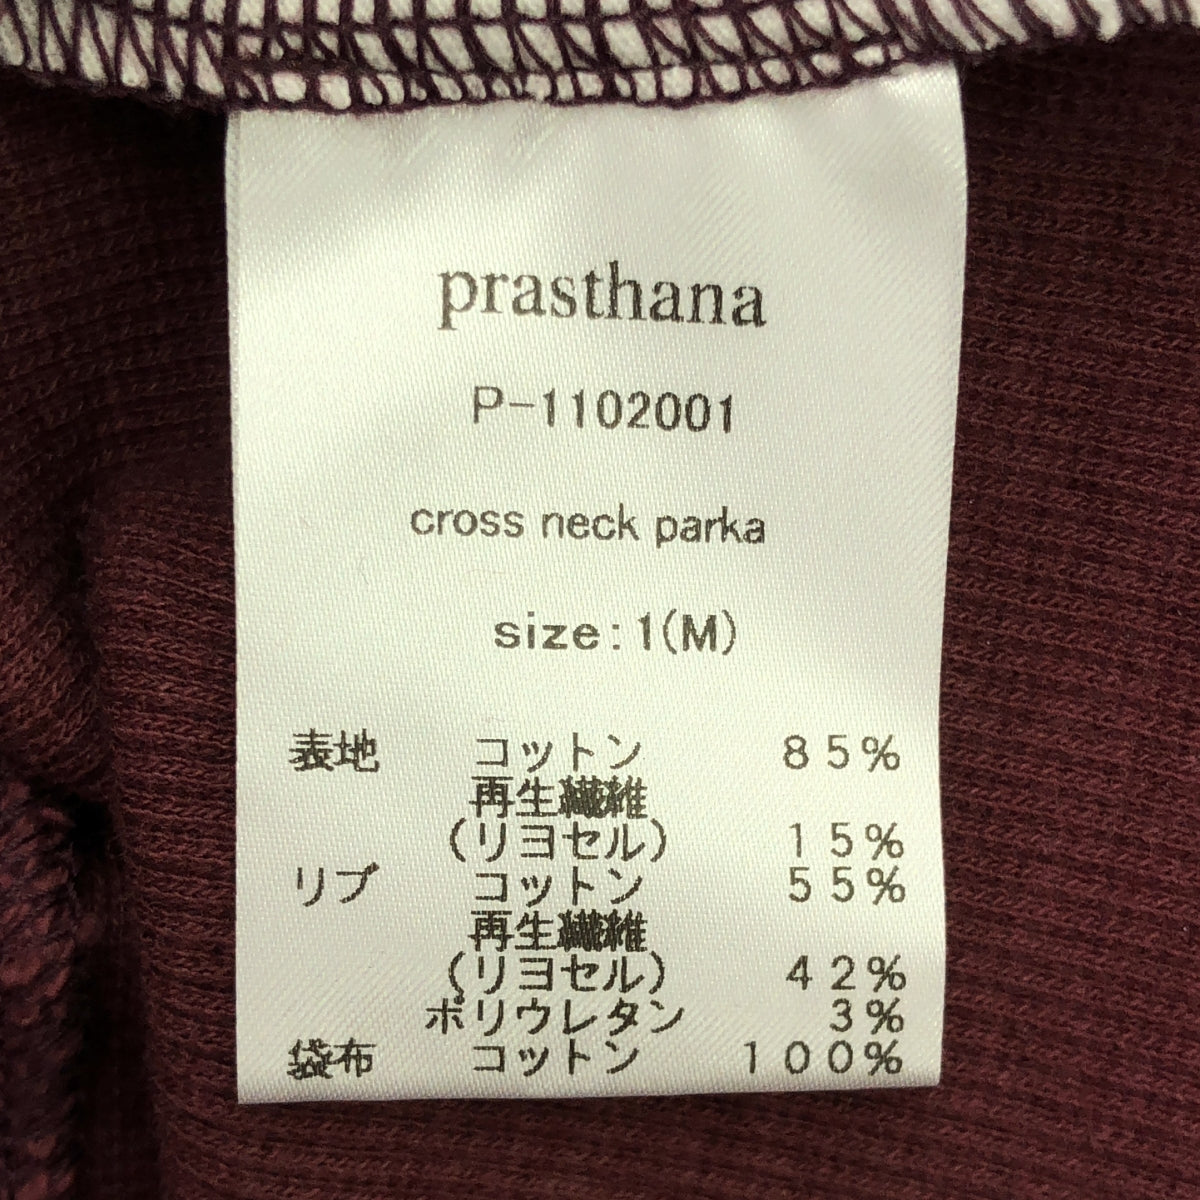 prasthana
P-1102001
cross neck parka
size:1(M)
表地 コットン 85%
再生繊維
(リヨセル) 15%
リブ コットン 55%
再生繊維
(リヨセル) 42%
ポリウレタン 3%
袋布 コットン 100%